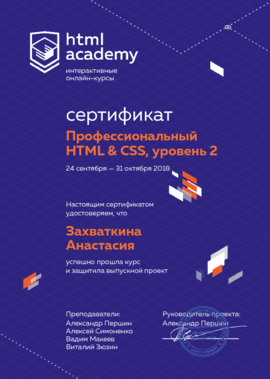 html
academy
интерактивные
онлайн-курсы
сертификат
Профессиональный
HTML & CSS, уровень 2
24 сентября — 31 октября 2018
Настоящим сертификатом
удостоверяем, что
Захваткина
Анастасия
успешно прошла курс
и защитила выпускной проект
Преподаватели:
Александр Першин
Алексей Симоненко
Вадим Макеев
Виталий Зюзин
Руководитель проекта:
Александр Першин